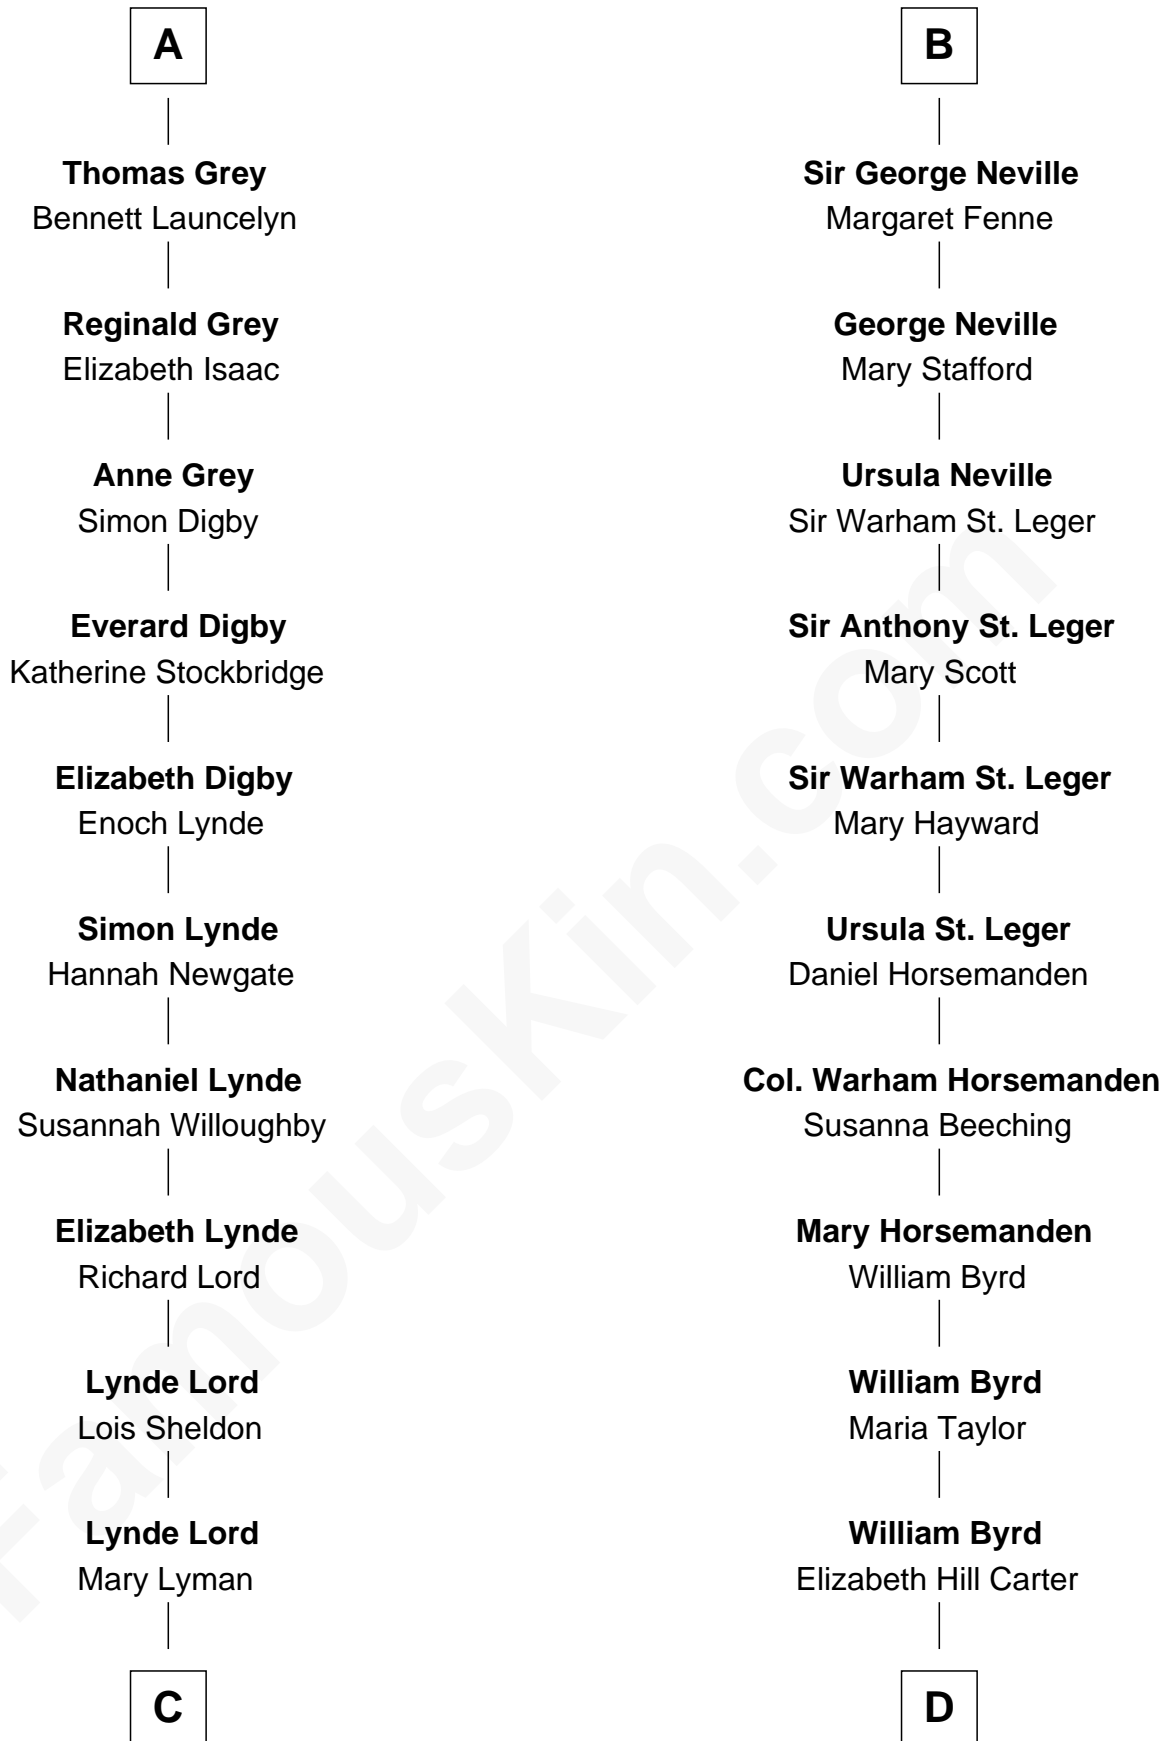 A
Thomas Grey
Bennett Launcelyn
Reginald Grey
Elizabeth Isaac
Anne Grey
Simon Digby
Everard Digby
Katherine Stockbridge
Elizabeth Digby
Enoch Lynde
Simon Lynde
Hannah Newgate
Nathaniel Lynde
Susannah Willoughby
Elizabeth Lynde
Richard Lord
Lynde Lord
Lois Sheldon
Lynde Lord
Mary Lyman
C
B
Sir George Neville
Margaret Fenne
George Neville
Mary Stafford
Ursula Neville
Sir Warham St. Leger
Sir Anthony St. Leger
Mary Scott
Sir Warham St. Leger
Mary Hayward
Ursula St. Leger
Daniel Horsemanden
Col. Warham Horsemanden
Susanna Beeching
Mary Horsemanden
William Byrd
William Byrd
Maria Taylor
William Byrd
Elizabeth Hill Carter
D
FamousKin.com